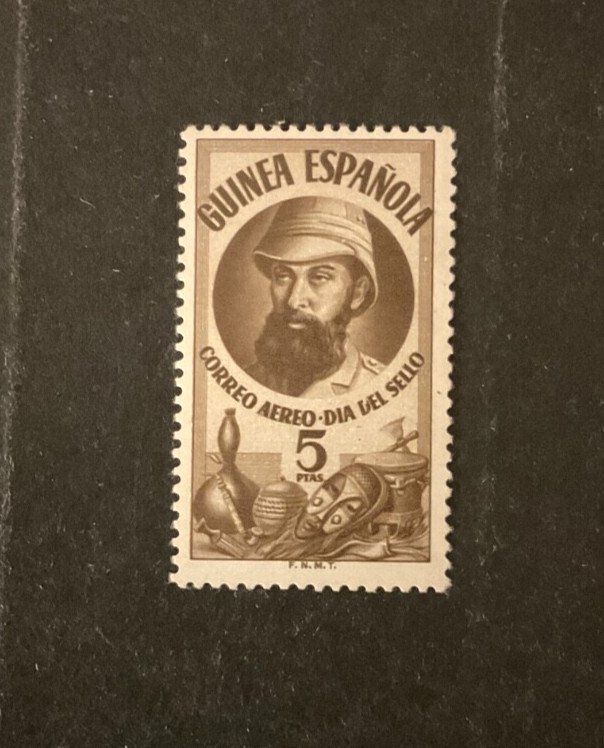 GUINEA ESPAÑOLA
CORREO AEREO·DIA DEL SELLO
5
PTAS.
F. N. M. T.